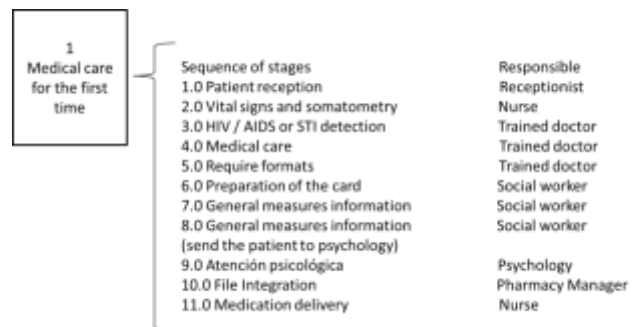 1
Medical care
for the first
time
Sequence of stages Responsible
1.0 Patient reception Receptionist
2.0 Vital signs and somatometry Nurse
3.0 HIV / AIDS or STI detection Trained doctor
4.0 Medical care Trained doctor
5.0 Require formats Trained doctor
6.0 Preparation of the card Social worker
7.0 General measures information Social worker
8.0 General measures information Social worker
(send the patient to psychology)
9.0 Atención psicológica Psychology
10.0 File Integration Pharmacy Manager
11.0 Medication delivery Nurse